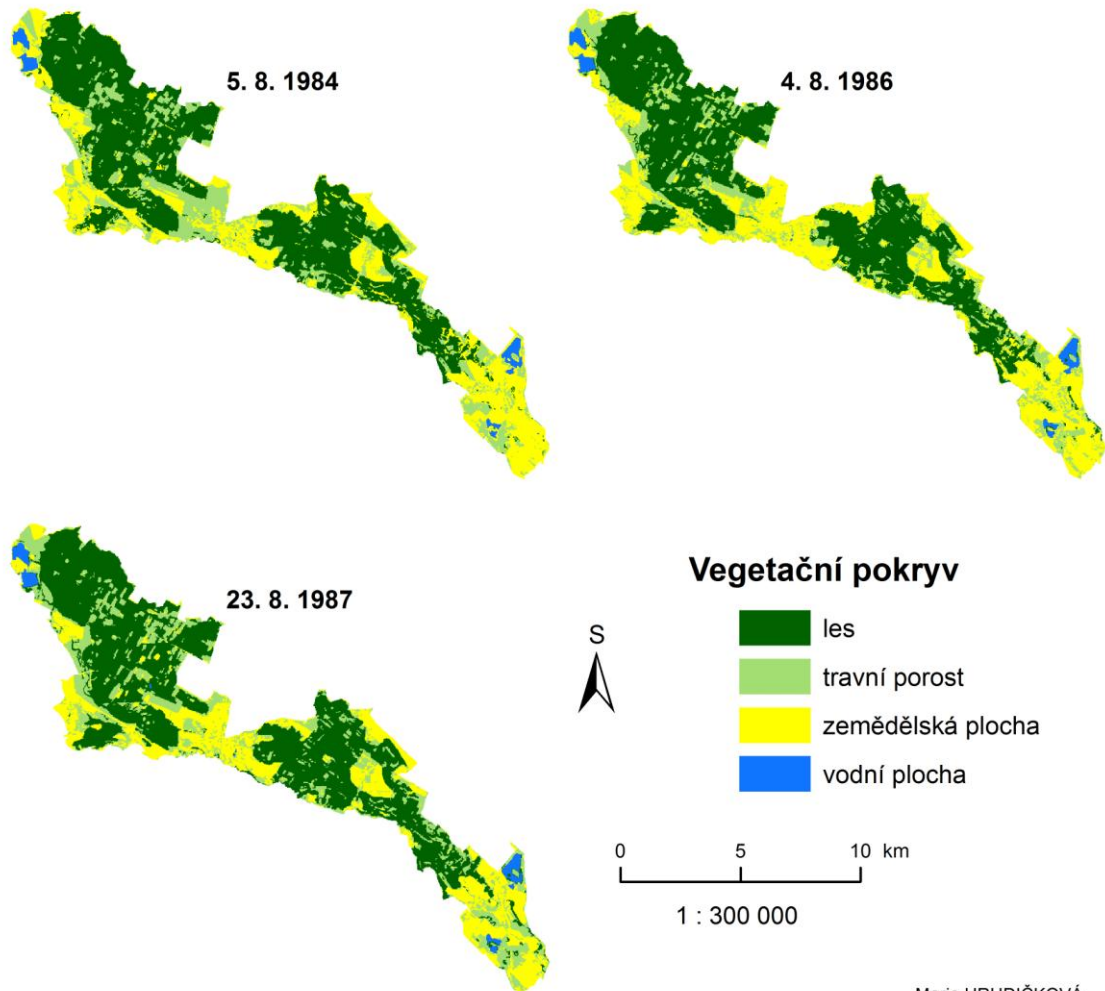 5. 8. 1984
4. 8. 1986
23. 8. 1987
Vegetační pokryv
les
travní porost
zemědělská plocha
vodní plocha
S
0 5 10 km
1 : 300 000